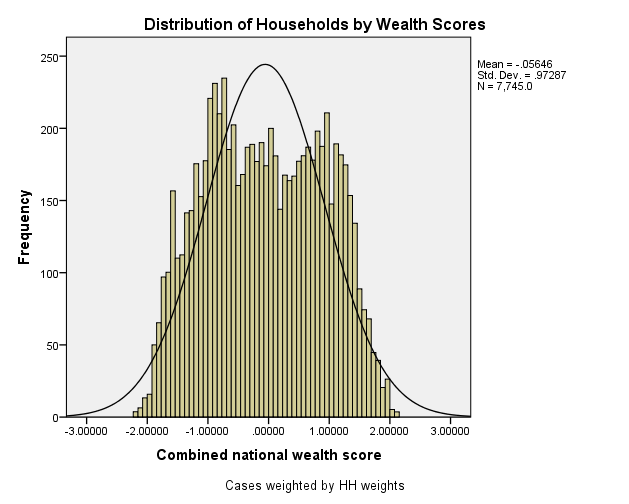 Distribution of Households by Wealth Scores
Mean = -.05646
Std. Dev. = .97287
N = 7,745.0
250
200
150
100
50
0
Frequency
-3.00000 -2.00000 -1.00000 .00000 1.00000 2.00000 3.00000
Combined national wealth score
Cases weighted by HH weights